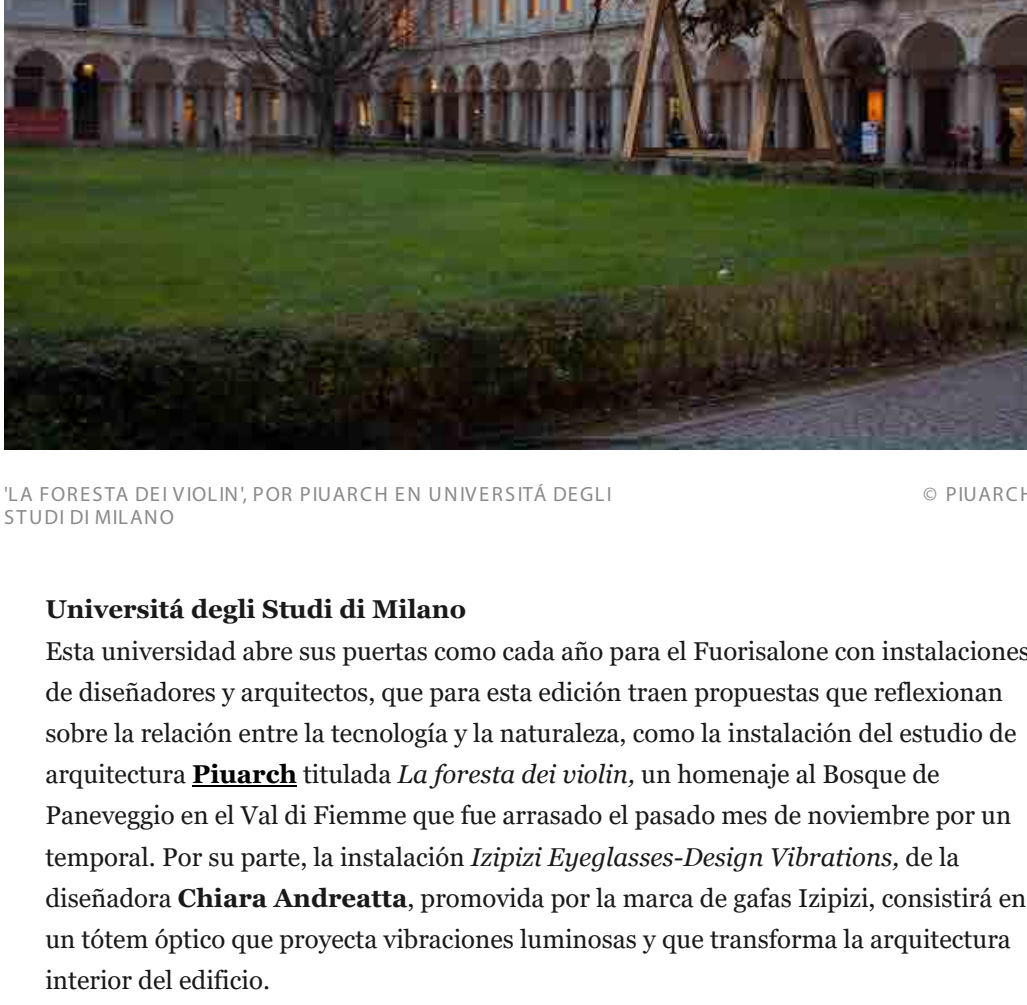 'LA FORESTA DEI VIOLIN', POR PIUARCH EN UNIVERSITÁ DEGLI
STUDI DI MILANO
© PIUARCH
Universitá degli Studi di Milano
Esta universidad abre sus puertas como cada año para el Fuorisalone con instalaciones
de diseñadores y arquitectos, que para esta edición traen propuestas que reflexionan
sobre la relación entre la tecnología y la naturaleza, como la instalación del estudio de
arquitectura Piuarch titulada La foresta dei violin, un homenaje al Bosque de
Paneveggio en el Val di Fiemme que fue arrasado el pasado mes de noviembre por un
temporal. Por su parte, la instalación Izipizi Eyeglasses-Design Vibrations, de la
diseñadora Chiara Andreatta, promovida por la marca de gafas Izipizi, consistirá en
un tótem óptico que proyecta vibraciones luminosas y que transforma la arquitectura
interior del edificio.